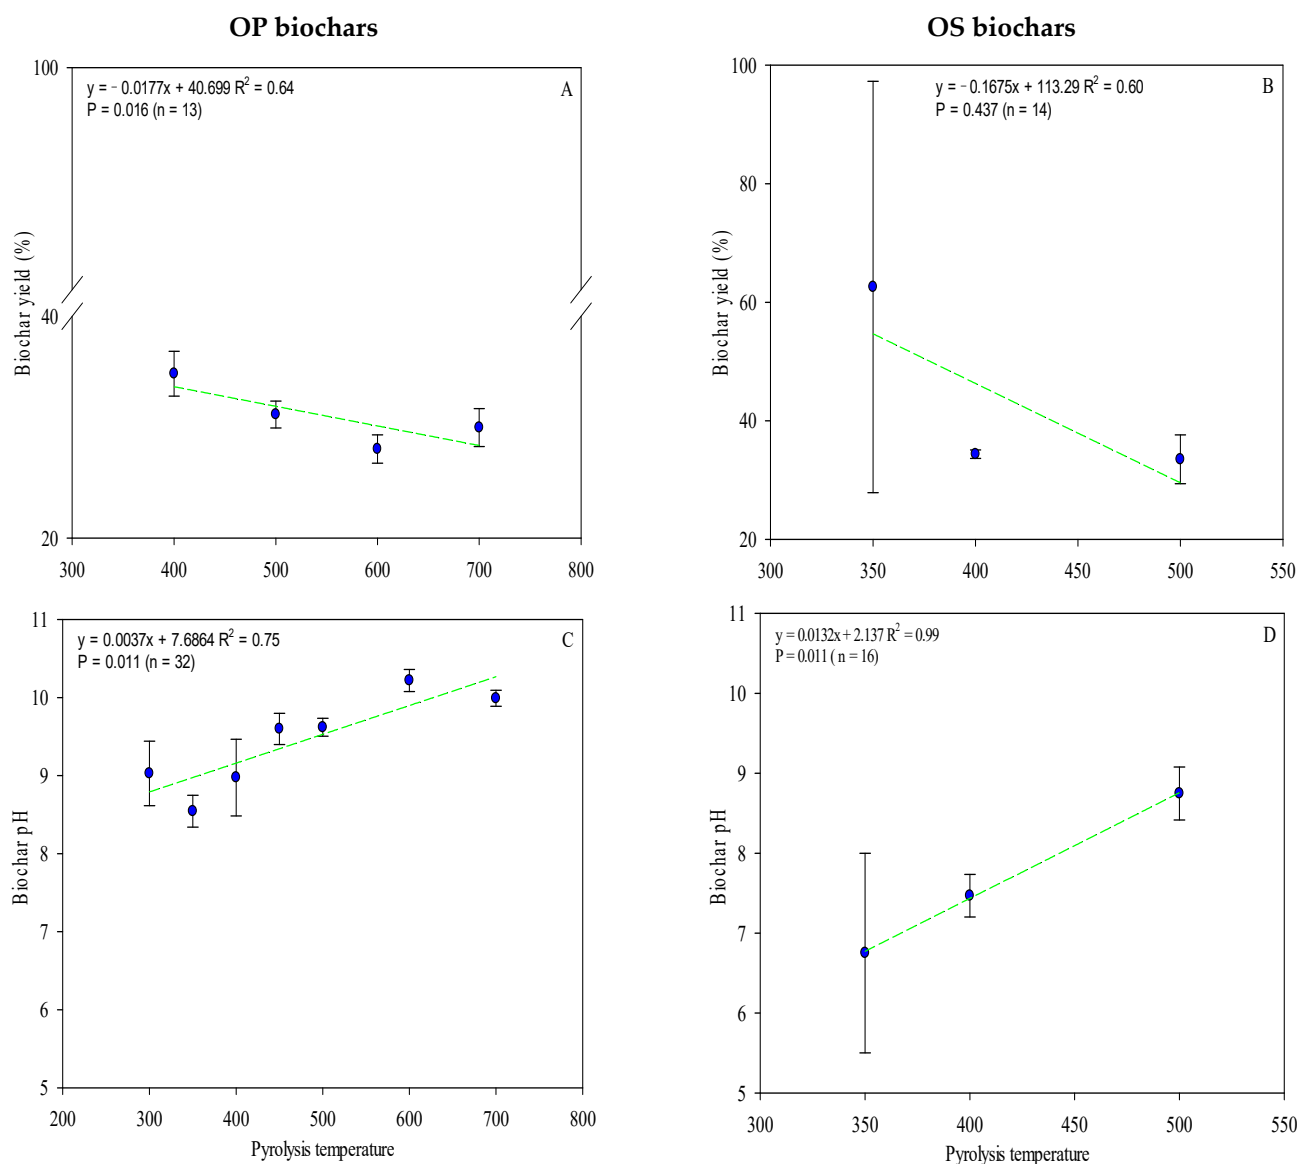 OP biochars
OS biochars
100
y = − 0.0177x + 40.699 R² = 0.64
P = 0.016 (n = 13)
A
Biochar yield (%)
40
20
300 400 500 600 700 800
100
y = − 0.1675x + 113.29 R² = 0.60
P = 0.437 (n = 14)
B
80
Biochar yield (%)
60
40
20
300 350 400 450 500 550
11
y = 0.0037x + 7.6864 R² = 0.75
P = 0.011 (n = 32)
C
10
9
Biochar pH
8
7
6
5
200 300 400 500 600 700 800
Pyrolysis temperature
11
y = 0.0132x + 2.137 R² = 0.99
P = 0.011 ( n = 16)
D
10
9
Biochar pH
8
7
6
5
300 350 400 450 500 550
Pyrolysis temperature